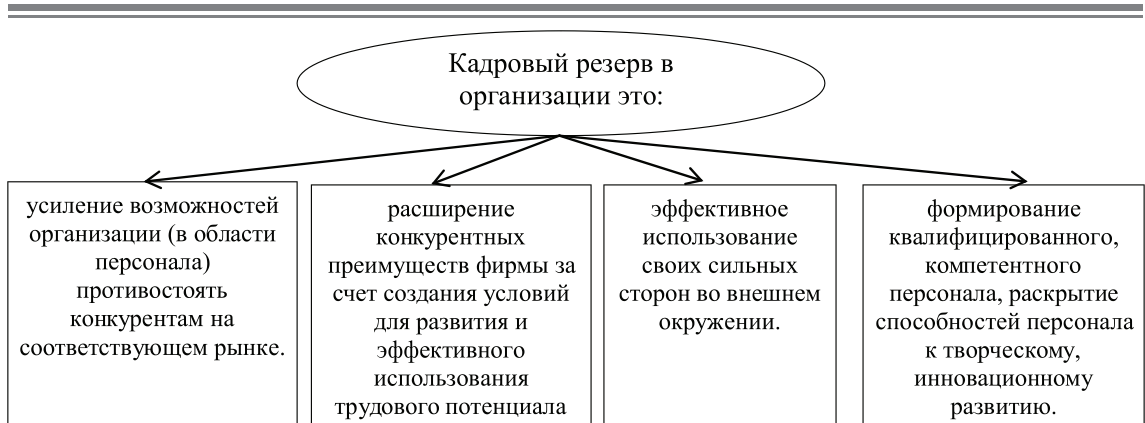 Кадровый резерв в
организации это:
усиление возможностей
организации (в области
персонала)
противостоять
конкурентам на
соответствующем рынке.
расширение
конкурентных
преимуществ фирмы за
счет создания условий
для развития и
эффективного
использования
трудового потенциала
эффективное
использование
своих сильных
сторон во внешнем
окружении.
формирование
квалифицированного,
компетентного
персонала, раскрытие
способностей персонала
к творческому,
инновационному
развитию.